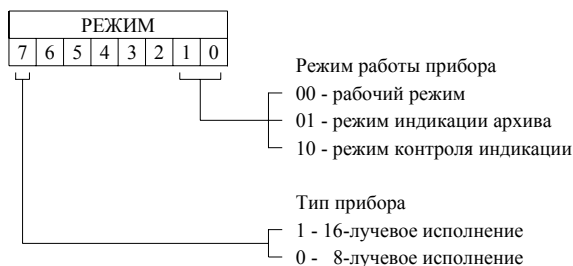 РЕЖИМ
7 6 5 4 3 2 1 0
Режим работы прибора
00 - рабочий режим
01 - режим индикации архива
10 - режим контроля индикации
Тип прибора
1 - 16-лучевое исполнение
0 - 8-лучевое исполнение